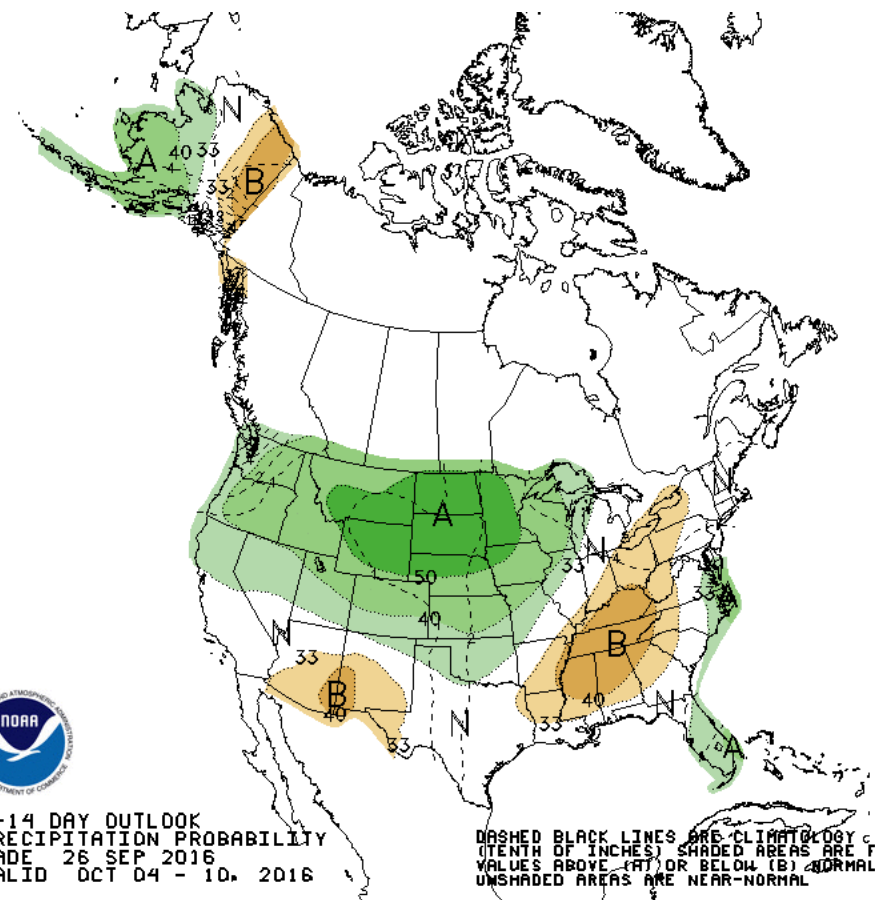 N
A 40 33
33 B
A
50
33 N
N
33
40
N
33 A
B
33
B
40
40
33
33
N
N
A
NOAA
-14 DAY OUTLOOK
RECIPITATION PROBABILITY
ADE 26 SEP 2016
ALID OCT 04 - 10, 2016
DASHED BLACK LINES ARE CLIMATOLOGY
(TENTH OF INCHES) SHADED AREAS ARE F
VALUES ABOVE (A) OR BELOW (B) NORMAL
UNSHADED AREAS ARE NEAR-NORMAL